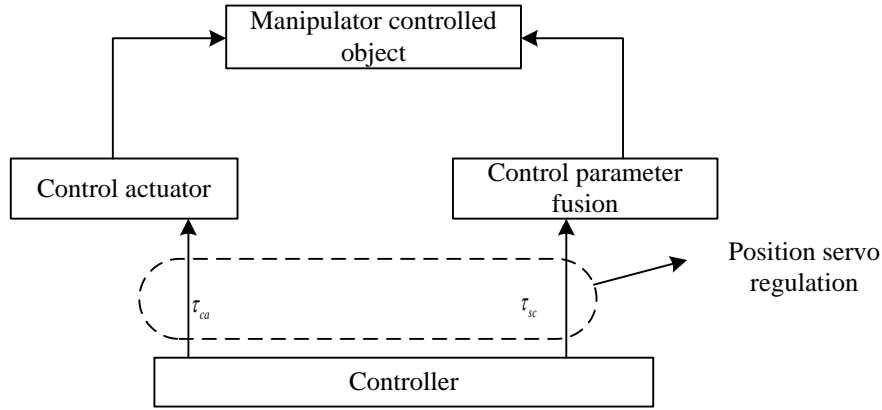 Manipulator controlled
object
Control actuator
Control parameter
fusion
Position servo
regulation
τca
τsc
Controller